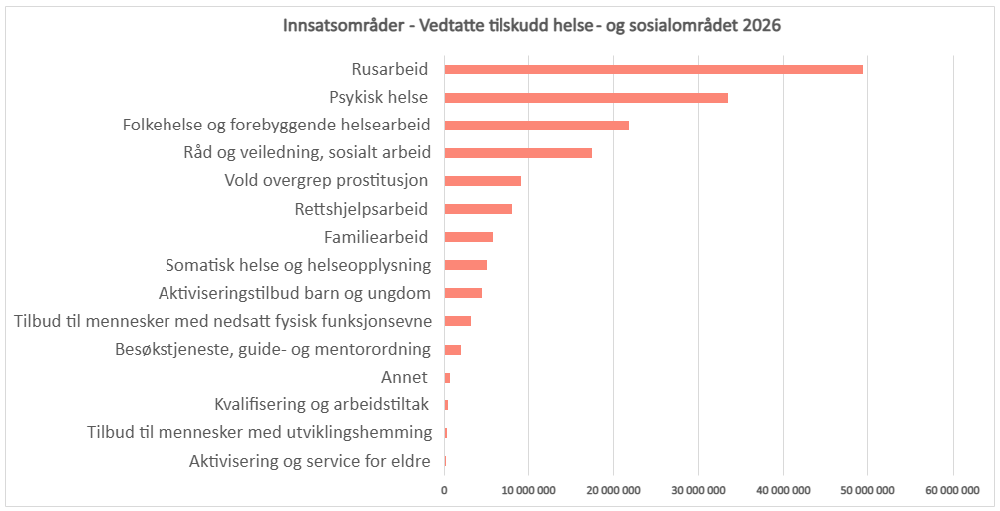 Innsatsområder - Vedtatte tilskudd helse- og sosialområdet 2026
Rusarbeid
Psykisk helse
Folkehelse og forebyggende helsearbeid
Råd og veiledning, sosialt arbeid
Vold overgrep prostitusjon
Rettshjelpsarbeid
Familiearbeid
Somatisk helse og helseopplysning
Aktiviseringstilbud barn og ungdom
Tilbud til mennesker med nedsatt fysisk funksjonsevne
Besøkstjeneste, guide- og mentorordning
Annet
Kvalifisering og arbeidstiltak
Tilbud til mennesker med utviklingshemming
Aktivisering og service for eldre
0 10 000 000 20 000 000 30 000 000 40 000 000 50 000 000 60 000 000